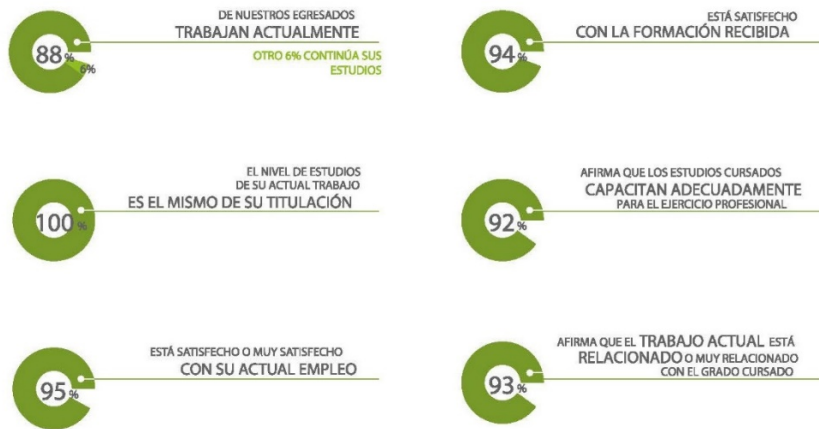 DE NUESTROS EGRESADOS
TRABAJAN ACTUALMENTE
88%
6%
OTRO 6% CONTINÚA SUS
ESTUDIOS
ESTÁ SATISFECHO
CON LA FORMACIÓN RECIBIDA
94%
EL NIVEL DE ESTUDIOS
DE SU ACTUAL TRABAJO
ES EL MISMO DE SU TITULACIÓN
100%
AFIRMA QUE LOS ESTUDIOS CURSADOS
CAPACITAN ADECUADAMENTE
PARA EL EJERCICIO PROFESIONAL
92%
ESTÁ SATISFECHO O MUY SATISFECHO
CON SU ACTUAL EMPLEO
95%
AFIRMA QUE EL TRABAJO ACTUAL ESTÁ
RELACIONADO O MUY RELACIONADO
CON EL GRADO CURSADO
93%